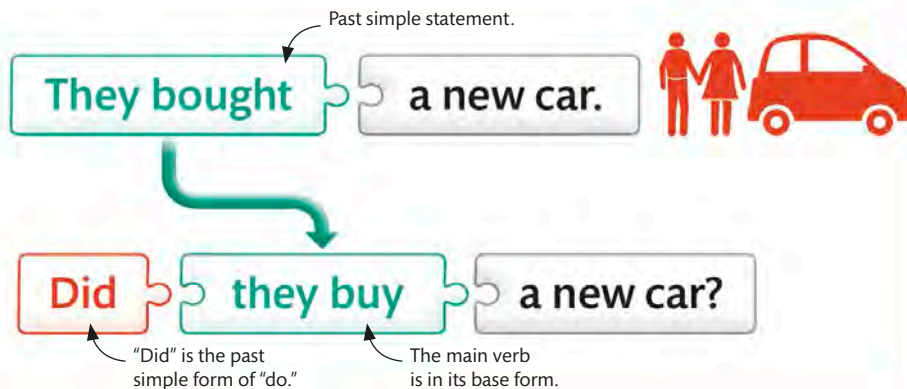 Past simple statement.
They bought a new car.
Did they buy a new car?
"Did" is the past
simple form of "do."
The main verb
is in its base form.